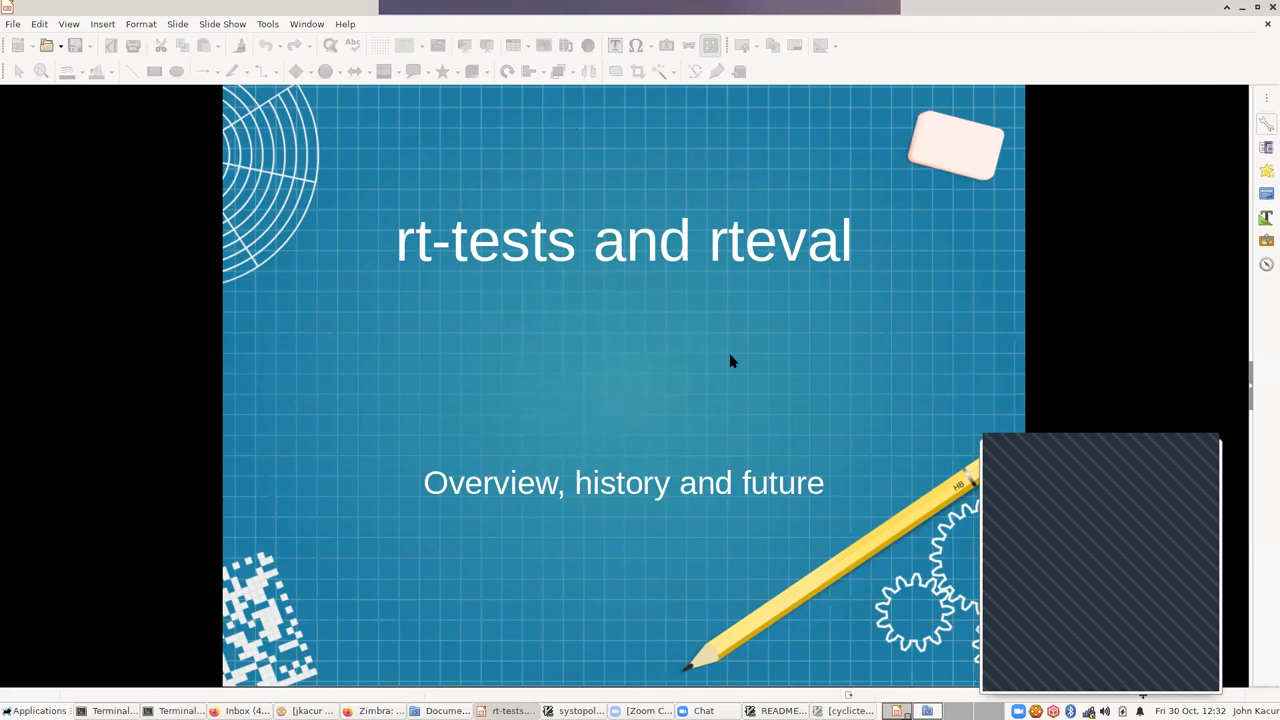 File Edit View Insert Format Slide Slide Show Tools Window Help
Abc
rt-tests and rteval
Overview, history and future
HB
Applications Terminal... Terminal... Inbox (4... [jkacur ... Zimbra: ... Docume... rt-tests.... systopol... [Zoom C... Chat README... [cyclicte... Fri 30 Oct, 12:32 John Kacur